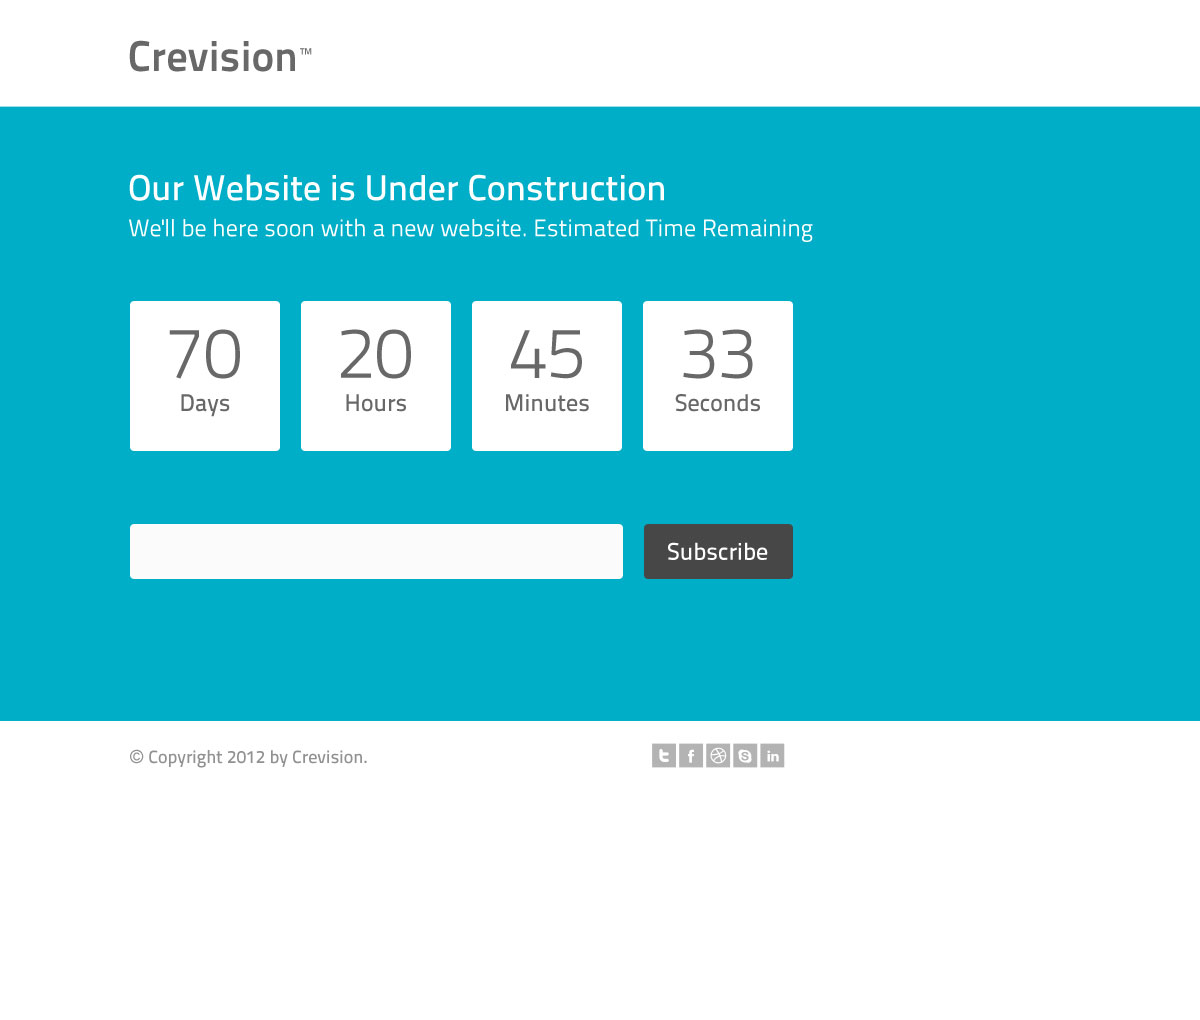 Crevision™
Our Website is Under Construction
We'll be here soon with a new website. Estimated Time Remaining
70 20 45 33
Days Hours Minutes Seconds
Subscribe
© Copyright 2012 by Crevision.